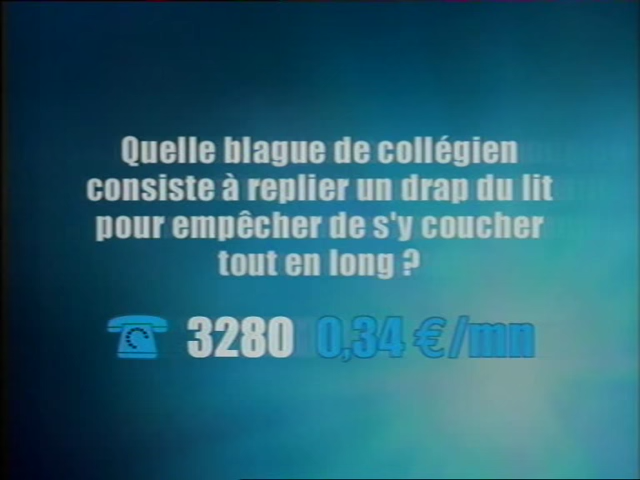 Quelle blague de collégien
consiste à replier un drap du lit
pour empêcher de s'y coucher
tout en long ?
3280 0,34 €/mn